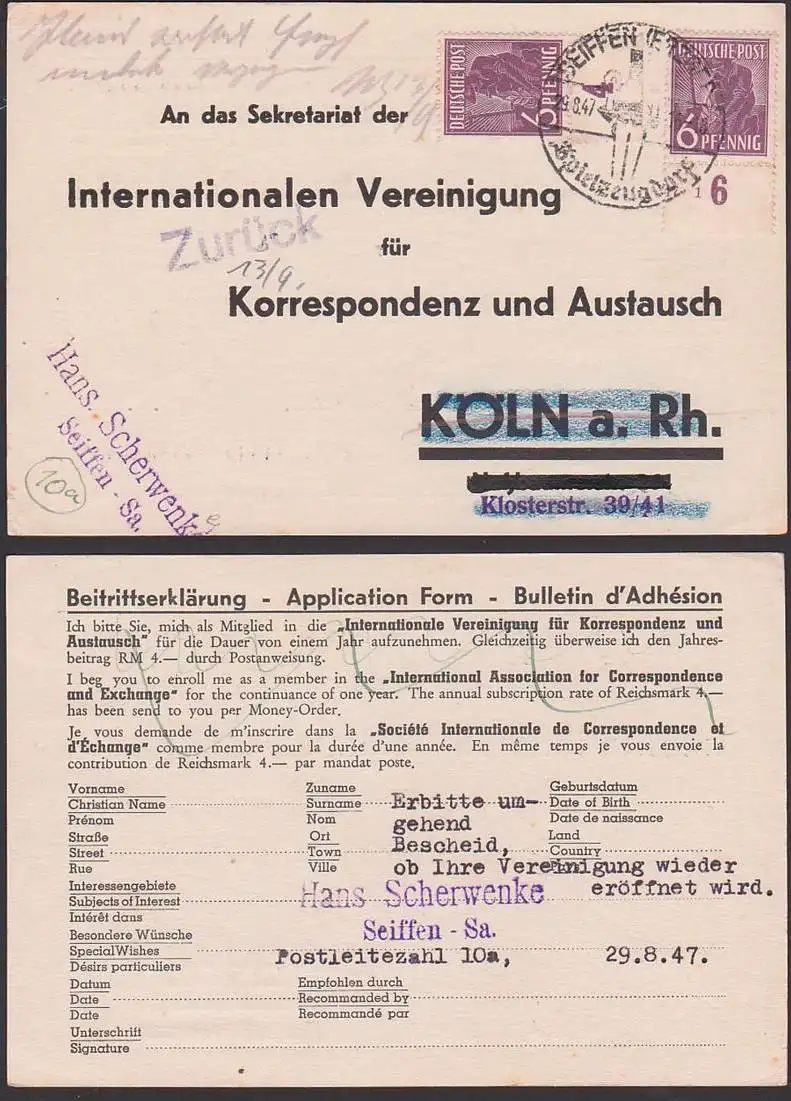 An das Sekretariat der
DEUTSCHE POST
6 PFENNIG
4
SEIFFEN
29.8.47
Spielzeugdorf
DEUTSCHE POST
6 PFENNIG
1 6
Internationalen Vereinigung
Zurück
für
13/9.
Korrespondenz und Austausch
Hans Scherwenke
Seiffen - Sa.
10a
KÖLN a. Rh.
Klosterstr. 39/41
Beitrittserklärung - Application Form - Bulletin d'Adhésion
Ich bitte Sie, mich als Mitglied in die „Internationale Vereinigung für Korrespondenz und
Austausch" für die Dauer von einem Jahr aufzunehmen. Gleichzeitig überweise ich den Jahres-
beitrag RM 4.— durch Postanweisung.
I beg you to enroll me as a member in the „International Association for Correspondence
and Exchange" for the continuance of one year. The annual subscription rate of Reichsmark 4.—
has been send to you per Money-Order.
Je vous demande de m'inscrire dans la „Société Internationale de Correspondence et
d'Échange" comme membre pour la durée d'une année. En même temps je vous envoie la
contribution de Reichsmark 4.— par mandat poste.
Vorname Zuname Geburtsdatum
Christian Name Surname Erbitte um- Date of Birth
Prénom Nom gehend Date de naissance
Straße Ort Land
Street Town Bescheid, Country
Rue Ville ob Ihre Vereinigung wieder
Interessengebiete eröffnet wird.
Subjects of Interest Hans Scherwenke
Intérêt dans
Besondere Wünsche Seiffen - Sa.
Special Wishes Postleitezahl 10a, 29.8.47.
Désirs particuliers
Datum Empfohlen durch
Date Recommanded by
Date Recommandé par
Unterschrift
Signature